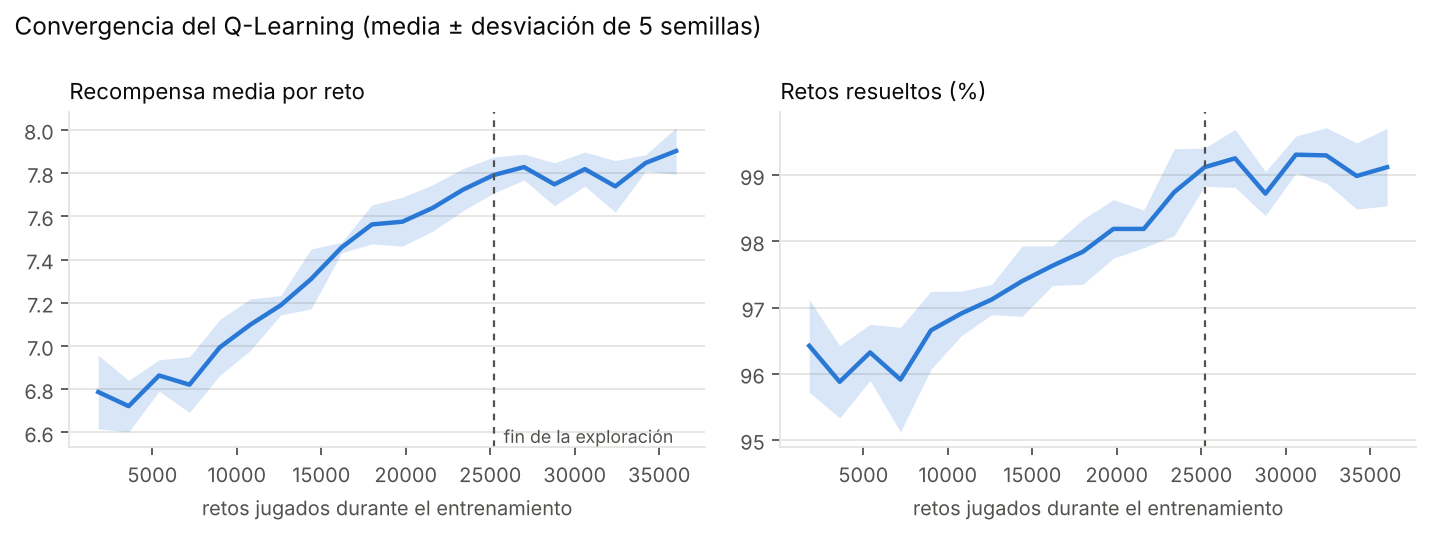 Convergencia del Q-Learning (media ± desviación de 5 semillas)
Recompensa media por reto
8.0
7.8
7.6
7.4
7.2
7.0
6.8
6.6
fin de la exploración
5000 10000 15000 20000 25000 30000 35000
retos jugados durante el entrenamiento
Retos resueltos (%)
99
98
97
96
95
5000 10000 15000 20000 25000 30000 35000
retos jugados durante el entrenamiento